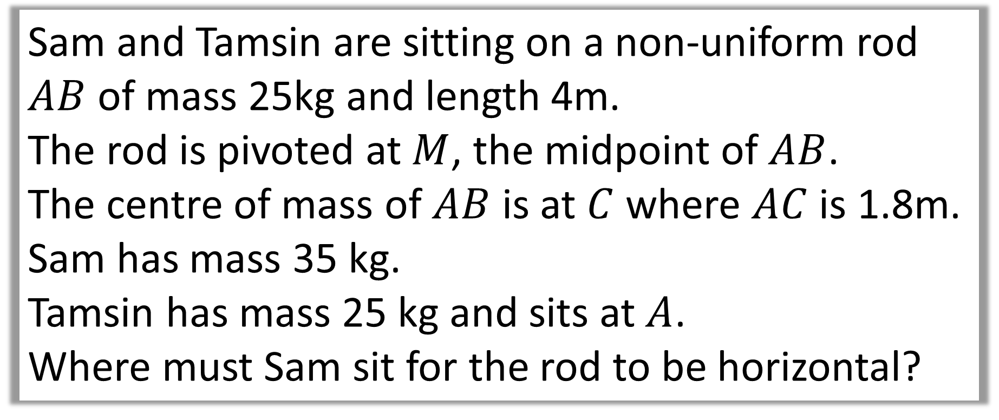 Sam and Tamsin are sitting on a non-uniform rod
AB of mass 25kg and length 4m.
The rod is pivoted at M, the midpoint of AB.
The centre of mass of AB is at C where AC is 1.8m.
Sam has mass 35 kg.
Tamsin has mass 25 kg and sits at A.
Where must Sam sit for the rod to be horizontal?